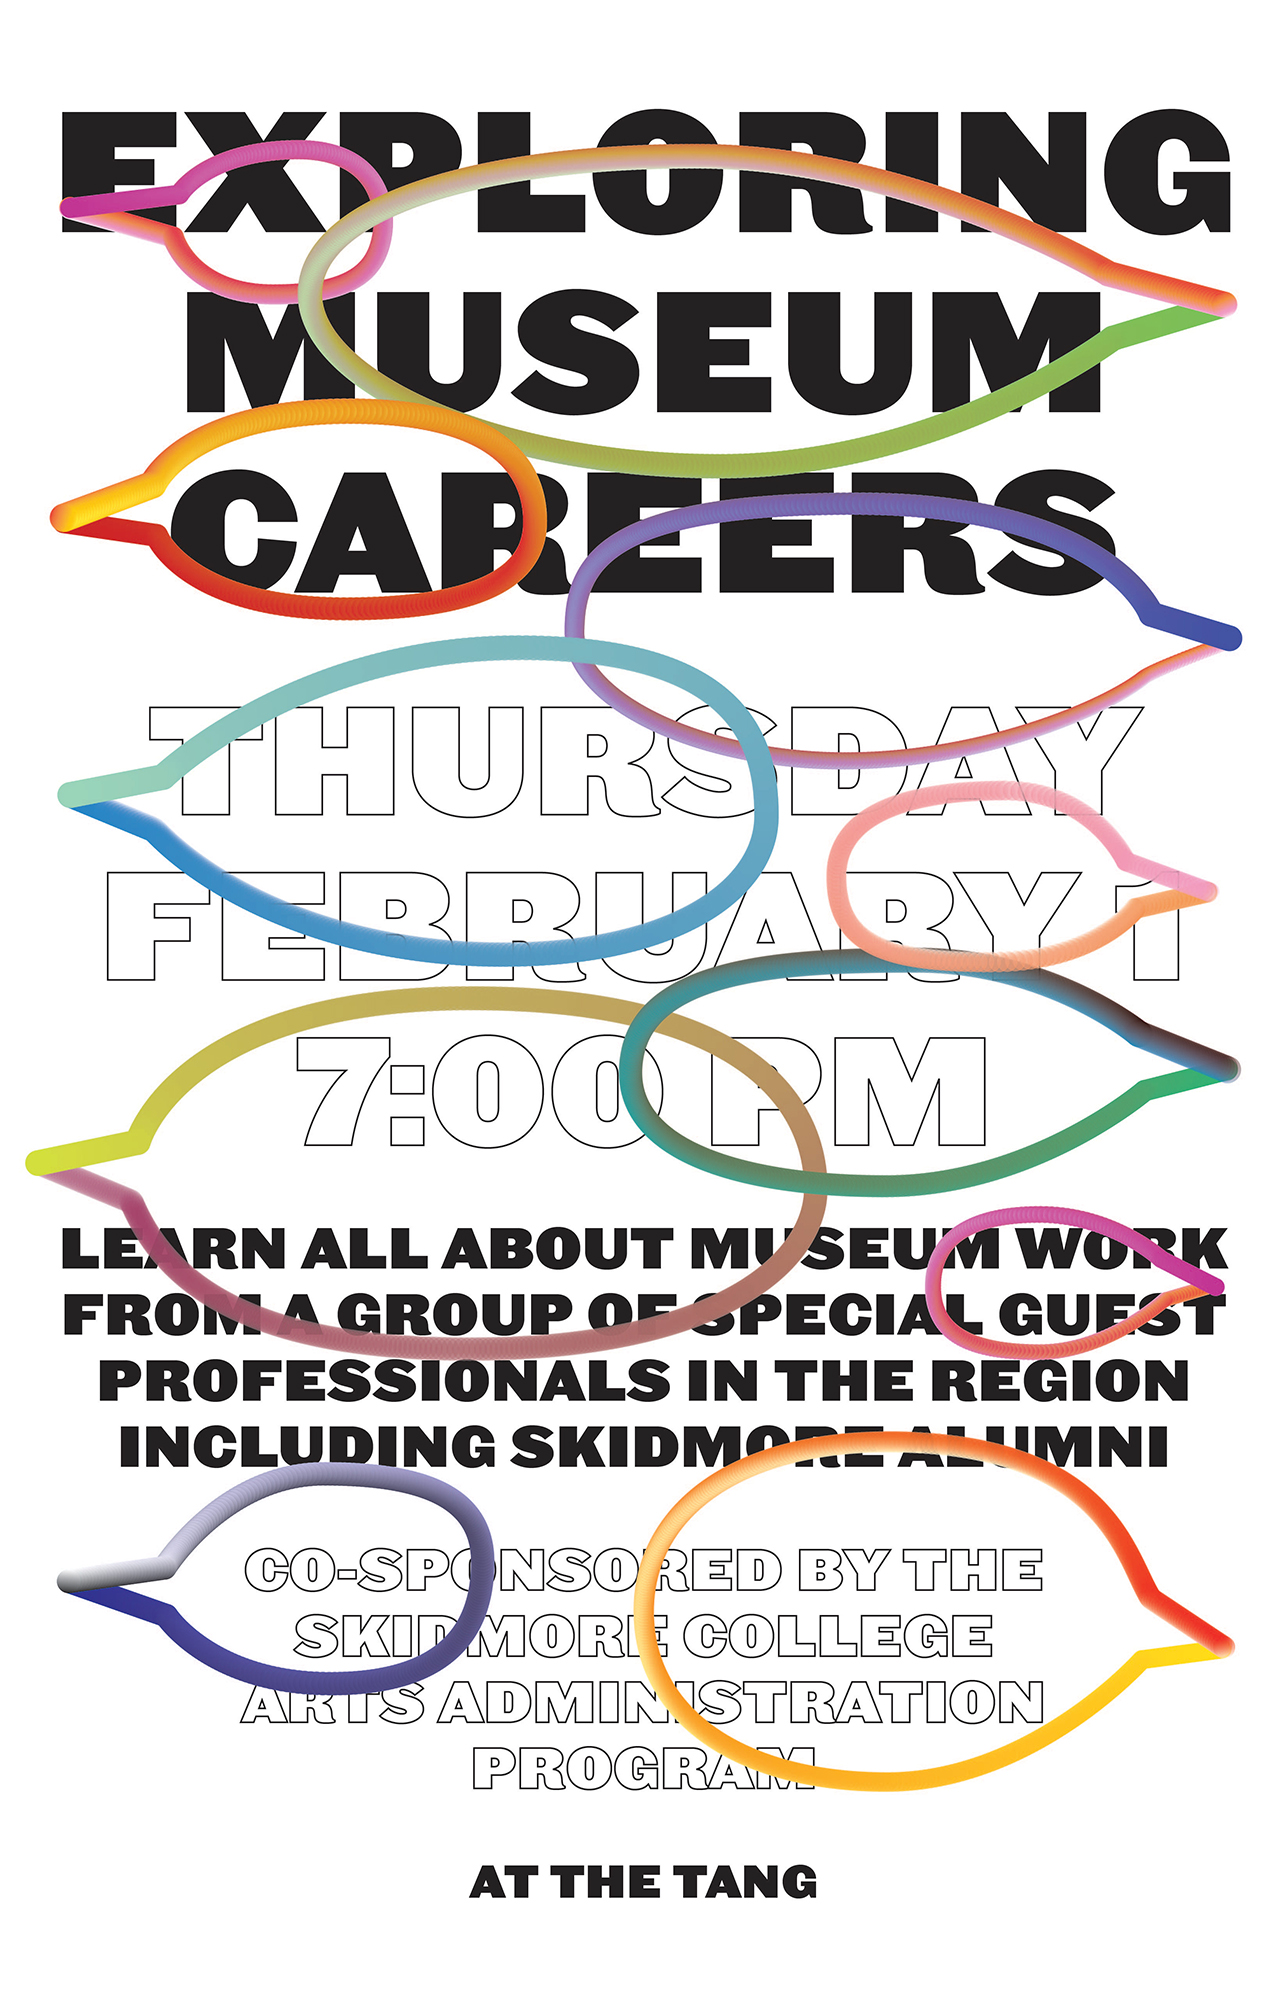 EXPLORING
MUSEUM
CAREERS
THURSDAY
FEBRUARY 1
7:00 PM
LEARN ALL ABOUT MUSEUM WORK
FROM A GROUP OF SPECIAL GUEST
PROFESSIONALS IN THE REGION
INCLUDING SKIDMORE ALUMNI
CO-SPONSORED BY THE
SKIDMORE COLLEGE
ARTS ADMINISTRATION
PROGRAM
AT THE TANG